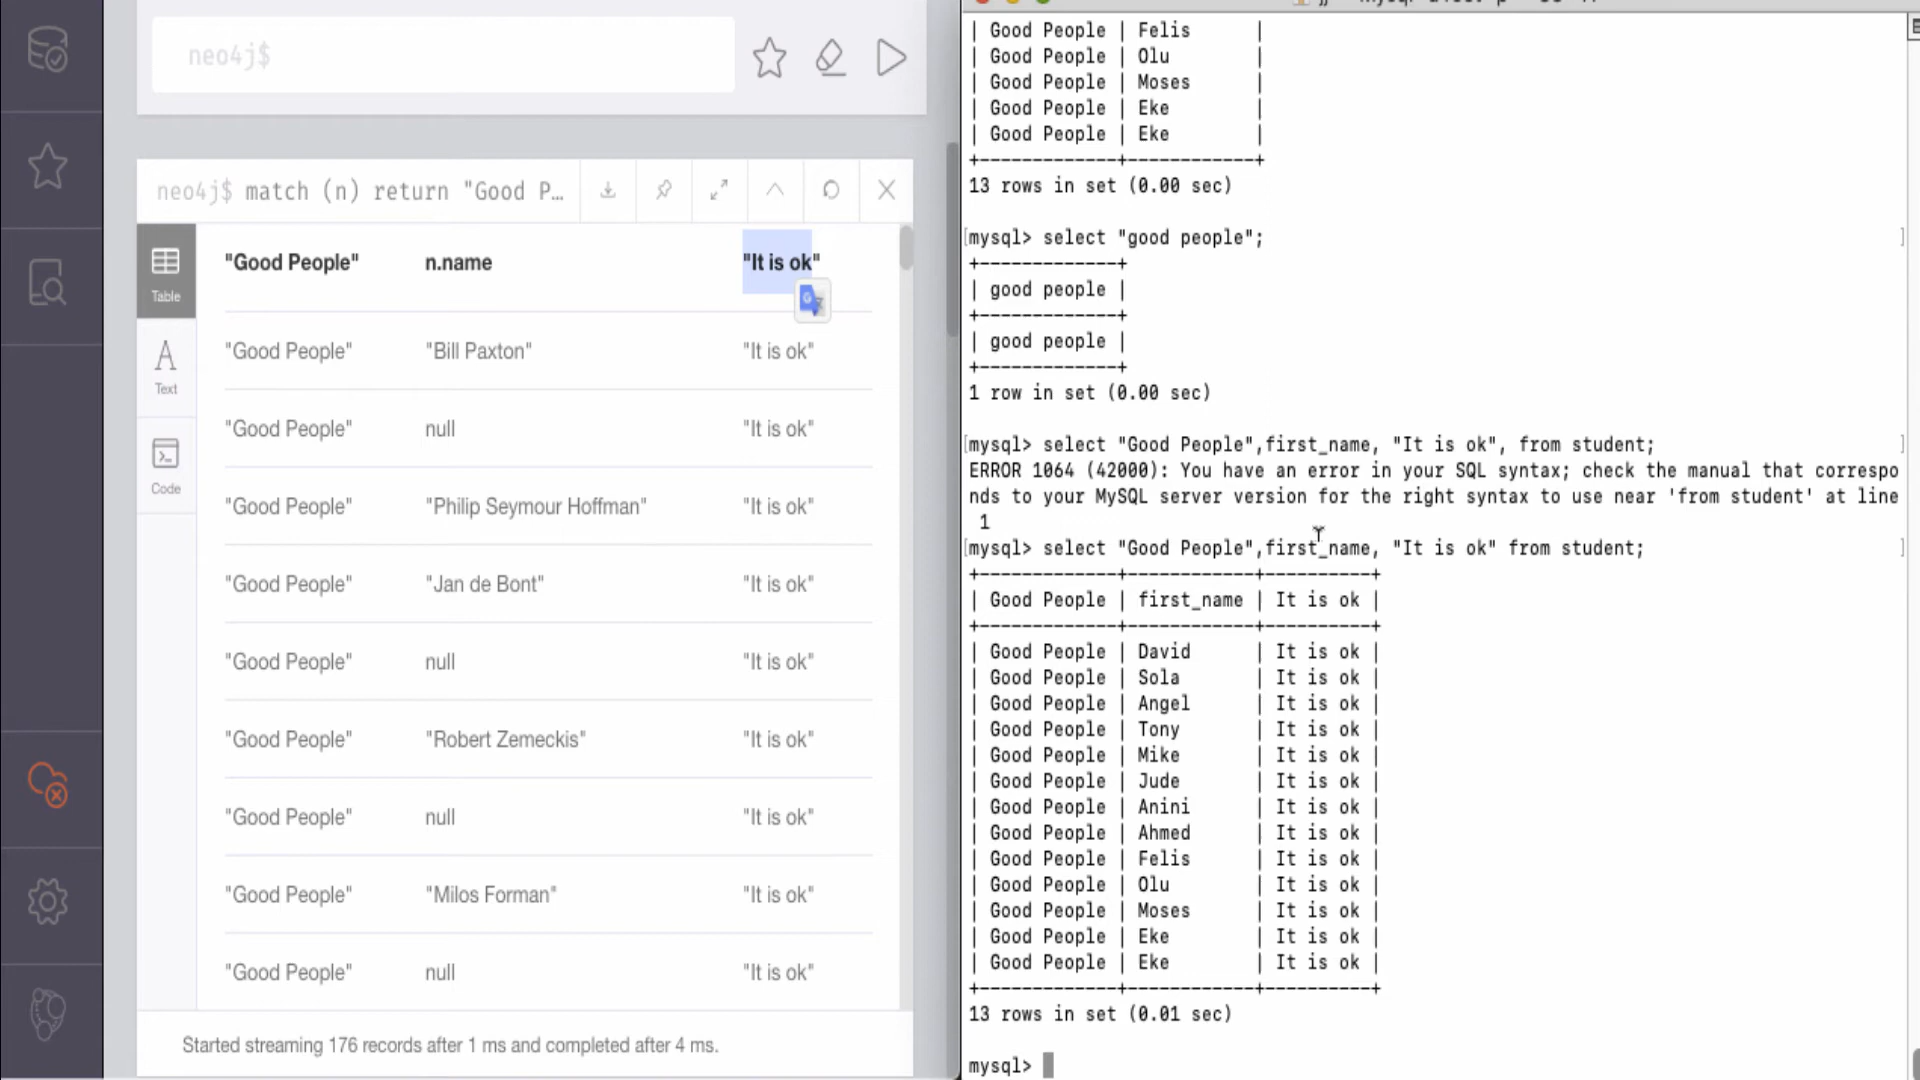 neo4j$
neo4j$ match (n) return "Good P…
Table
Text
Code
"Good People" n.name "It is ok"
"Good People" "Bill Paxton" "It is ok"
"Good People" null "It is ok"
"Good People" "Philip Seymour Hoffman" "It is ok"
"Good People" "Jan de Bont" "It is ok"
"Good People" null "It is ok"
"Good People" "Robert Zemeckis" "It is ok"
"Good People" null "It is ok"
"Good People" "Milos Forman" "It is ok"
"Good People" null "It is ok"
Started streaming 176 records after 1 ms and completed after 4 ms.
| Good People | Felis |
| Good People | Olu |
| Good People | Moses |
| Good People | Eke |
| Good People | Eke |
+-------------+------------+
13 rows in set (0.00 sec)
[mysql> select "good people"; ]
+-------------+
| good people |
+-------------+
| good people |
+-------------+
1 row in set (0.00 sec)
[mysql> select "Good People",first_name, "It is ok", from student; ]
ERROR 1064 (42000): You have an error in your SQL syntax; check the manual that correspo
nds to your MySQL server version for the right syntax to use near 'from student' at line
1
[mysql> select "Good People",first_name, "It is ok" from student; ]
+-------------+------------+----------+
| Good People | first_name | It is ok |
+-------------+------------+----------+
| Good People | David | It is ok |
| Good People | Sola | It is ok |
| Good People | Angel | It is ok |
| Good People | Tony | It is ok |
| Good People | Mike | It is ok |
| Good People | Jude | It is ok |
| Good People | Anini | It is ok |
| Good People | Ahmed | It is ok |
| Good People | Felis | It is ok |
| Good People | Olu | It is ok |
| Good People | Moses | It is ok |
| Good People | Eke | It is ok |
| Good People | Eke | It is ok |
+-------------+------------+----------+
13 rows in set (0.01 sec)
mysql>